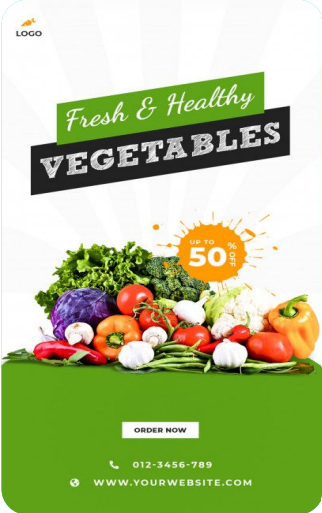 LOGO
Fresh & Healthy
VEGETABLES
UP TO
50% OFF
ORDER NOW
012-3456-789
WWW.YOURWEBSITE.COM